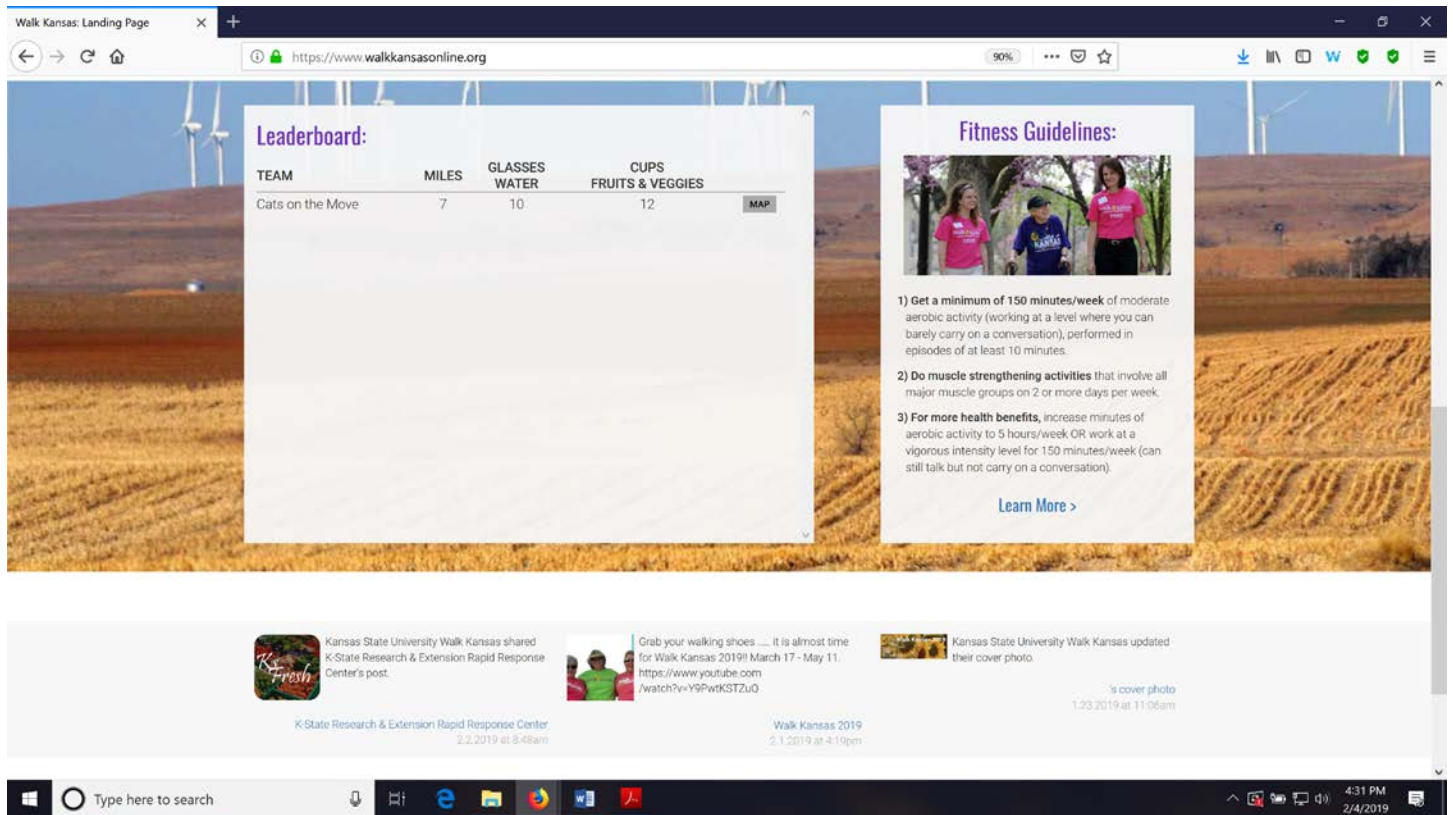 Walk Kansas: Landing Page
https://www.walkkansasonline.org
90%
Leaderboard:
TEAM MILES GLASSES WATER CUPS FRUITS & VEGGIES
Cats on the Move 7 10 12 MAP
Fitness Guidelines:
1) Get a minimum of 150 minutes/week of moderate
aerobic activity (working at a level where you can
barely carry on a conversation), performed in
episodes of at least 10 minutes.
2) Do muscle strengthening activities that involve all
major muscle groups on 2 or more days per week.
3) For more health benefits, increase minutes of
aerobic activity to 5 hours/week OR work at a
vigorous intensity level for 150 minutes/week (can
still talk but not carry on a conversation).
Learn More >
Fresh
Kansas State University Walk Kansas shared
K-State Research & Extension Rapid Response
Center's post.
K-State Research & Extension Rapid Response Center
2.2.2019 at 8:48am
Grab your walking shoes ..... it is almost time
for Walk Kansas 2019!! March 17 - May 11.
https://www.youtube.com
/watch?v=Y9PwtKSTZuQ
Walk Kansas 2019
2.1.2019 at 4:19pm
Kansas State University Walk Kansas updated
their cover photo.
's cover photo
1.23.2019 at 11:06am
Type here to search
4:31 PM
2/4/2019